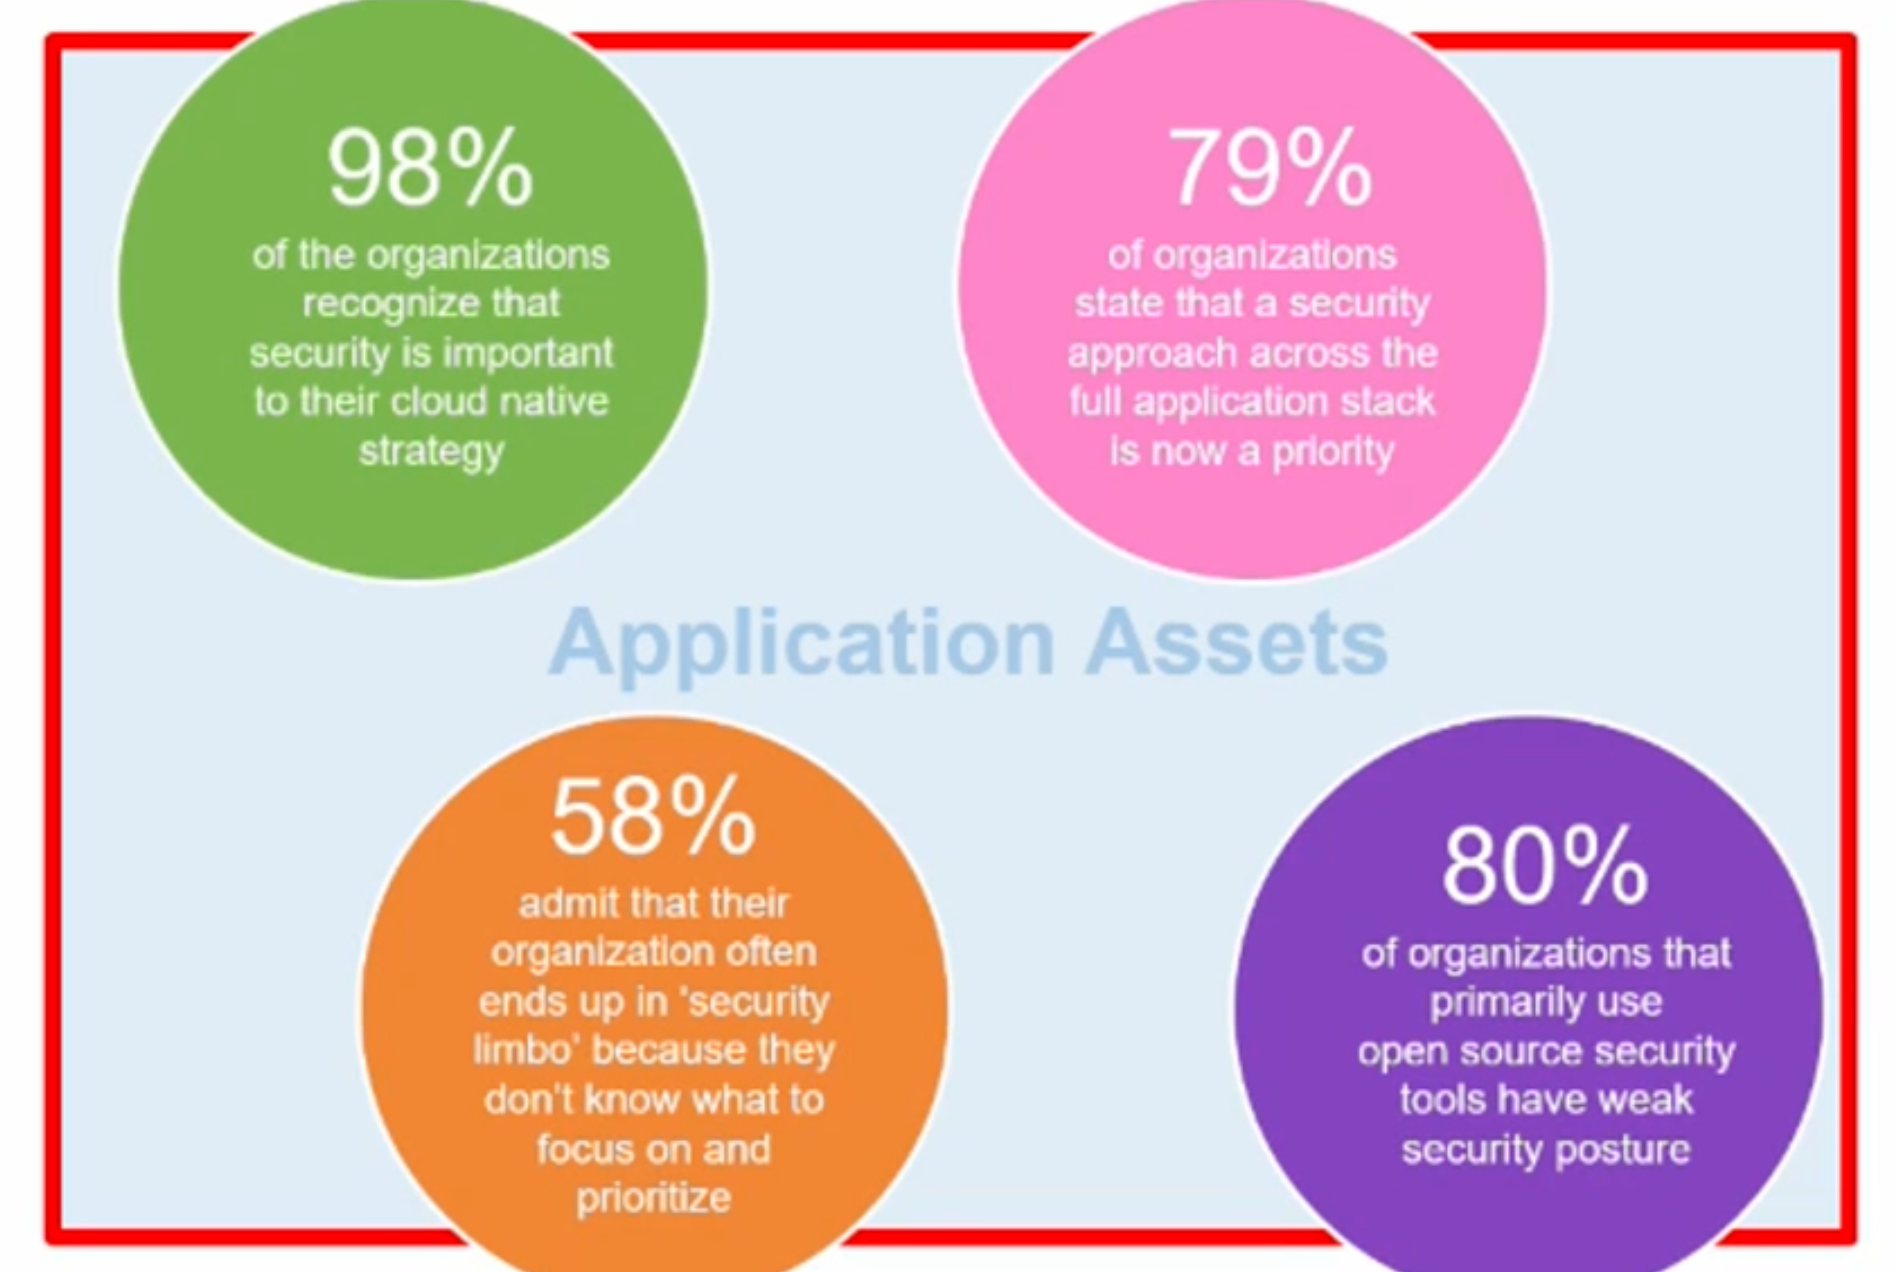 98%
of the organizations
recognize that
security is important
to their cloud native
strategy
79%
of organizations
state that a security
approach across the
full application stack
is now a priority
Application Assets
58%
admit that their
organization often
ends up in 'security
limbo' because they
don't know what to
focus on and
prioritize
80%
of organizations that
primarily use
open source security
tools have weak
security posture